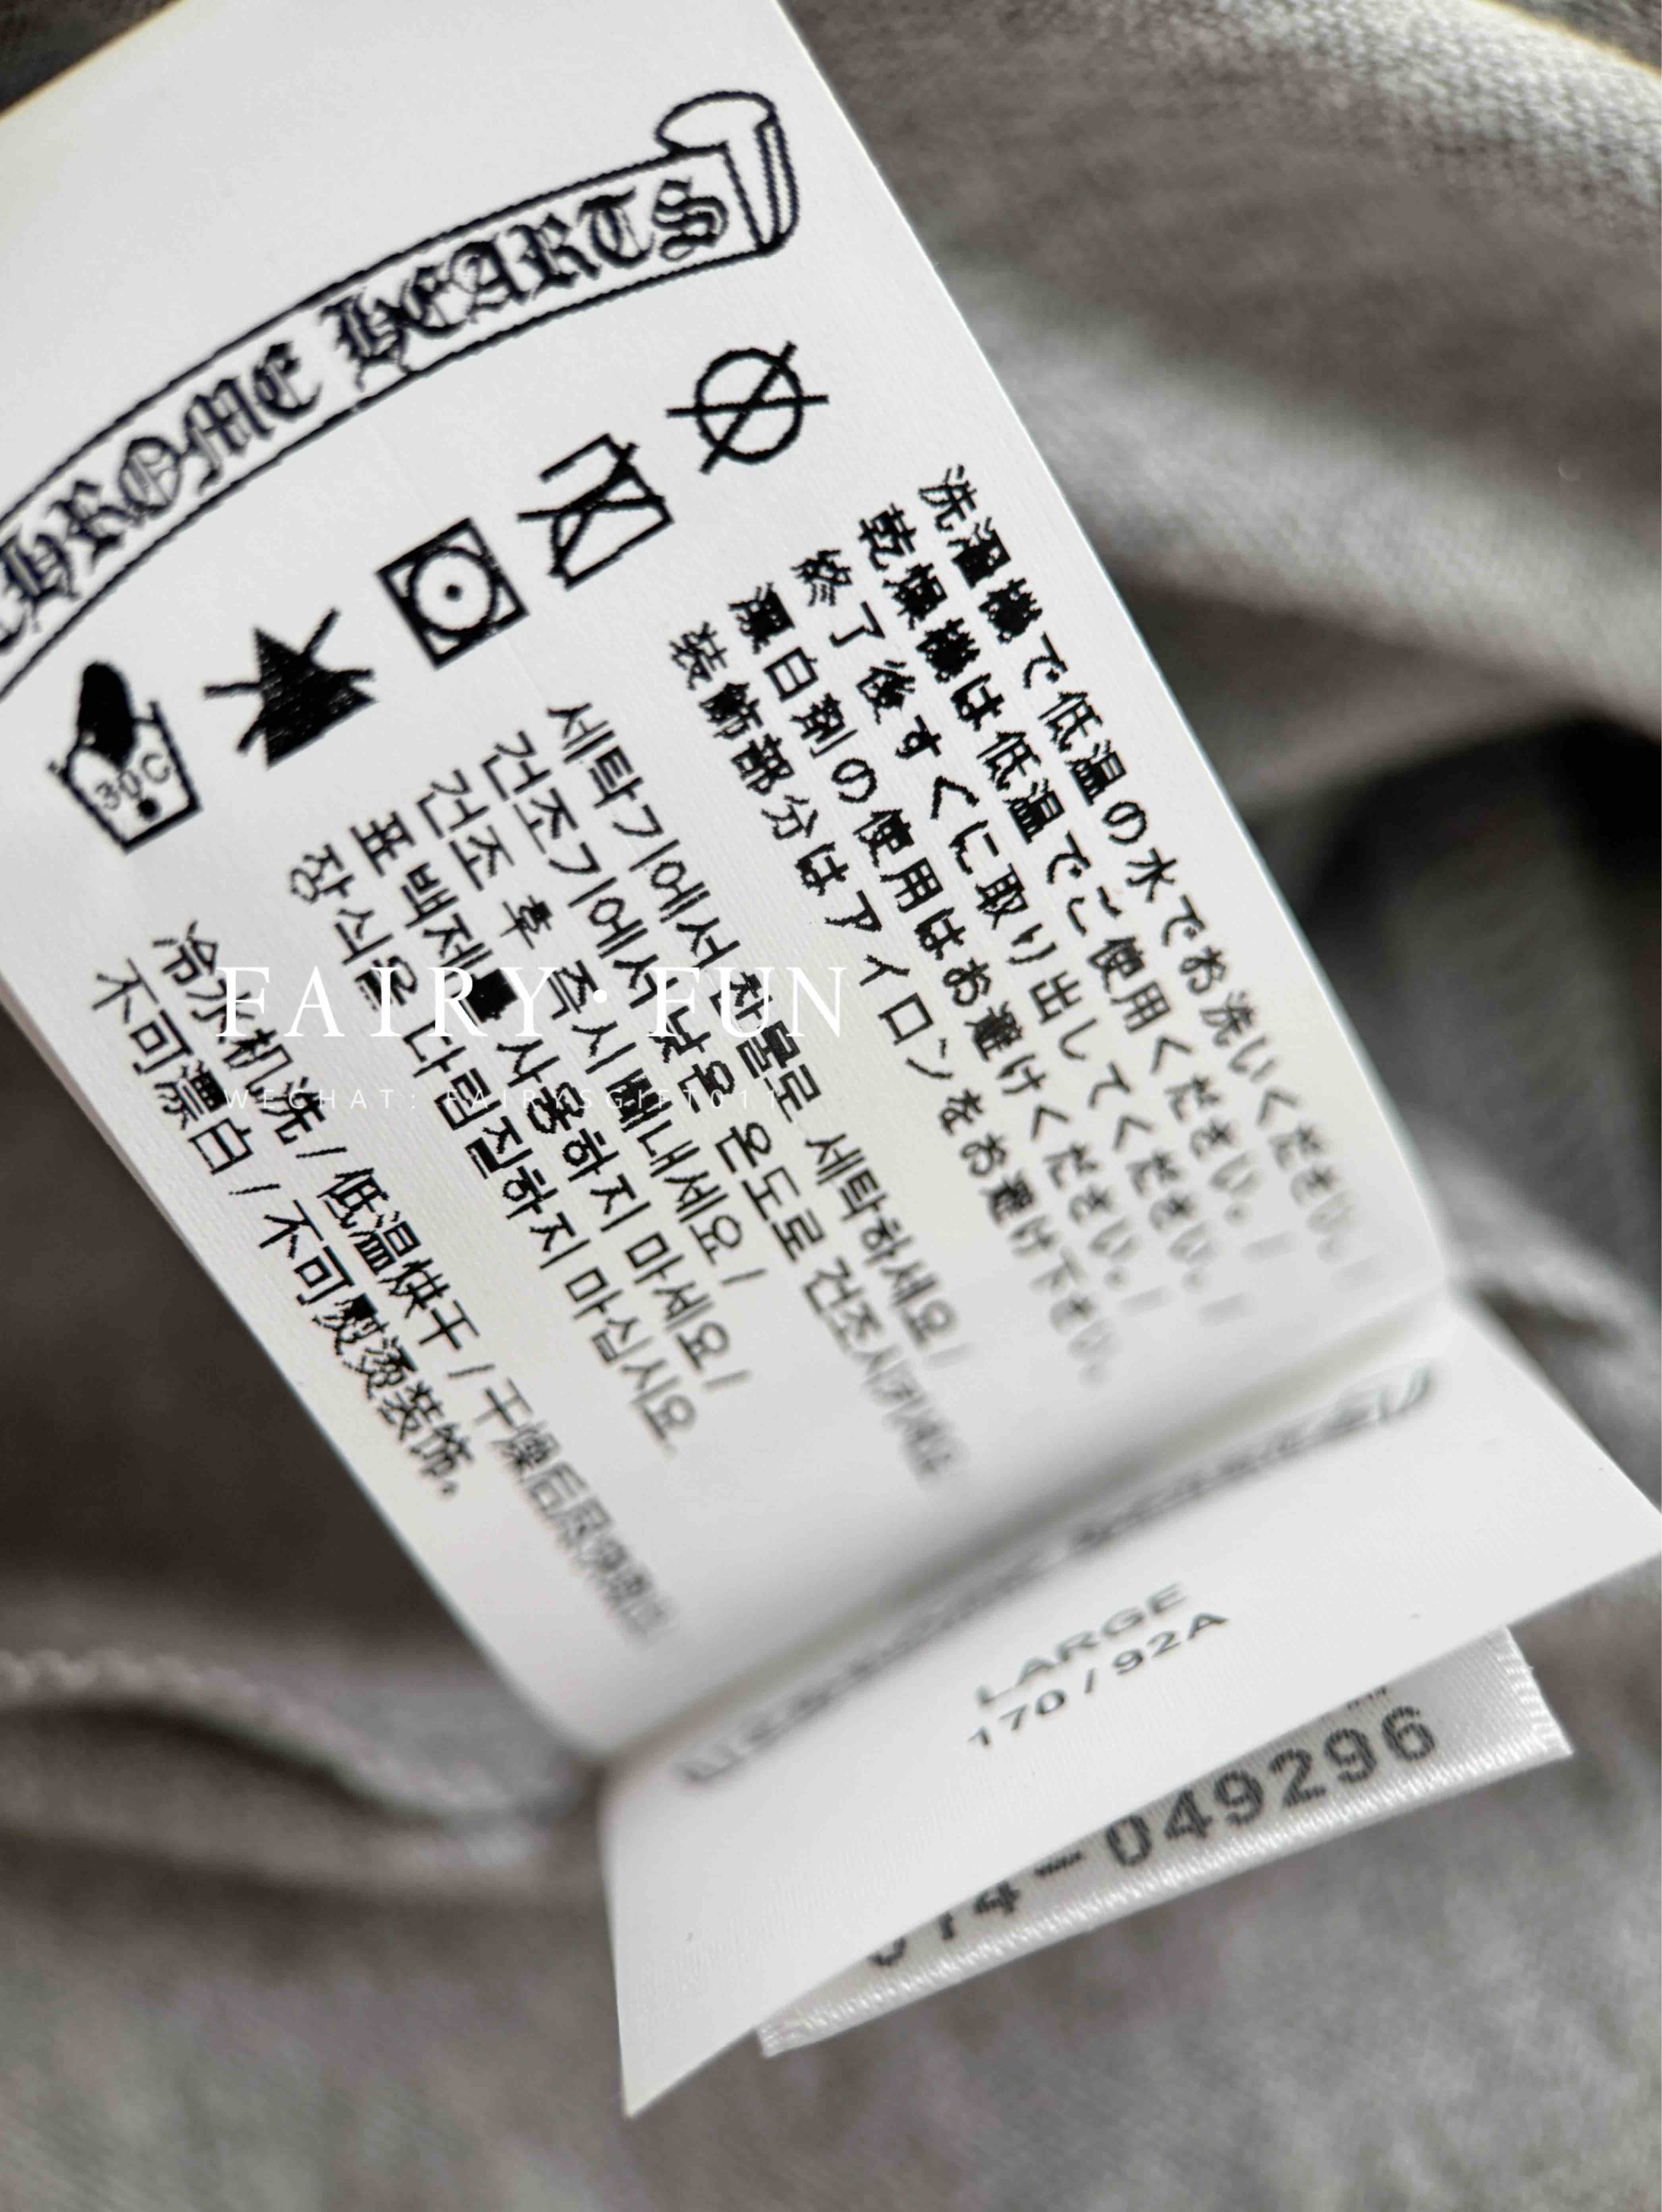 CHROME HEARTS
30C
洗濯機で低温の水でお洗いください。/
乾燥機は低温でご使用ください。/
終了後すぐに取り出してください。/
漂白剤の使用はお避けください。/
装飾部分はアイロンをお避け下さい。
세탁기에서 찬물로 세탁하세요 /
건조기에서 낮은 온도로 건조시키세요
건조 후 즉시 빼내세요 /
표백제를 사용하지 마세요 /
장식을 다림질하지 마십시오
冷水机洗 / 低温烘干 / 干燥后尽快取出
不可漂白 / 不可熨烫装饰。
FAIRY·FUN
WECHAT: FAIRYSGIFT011
LARGE
170 / 92A
014-049296